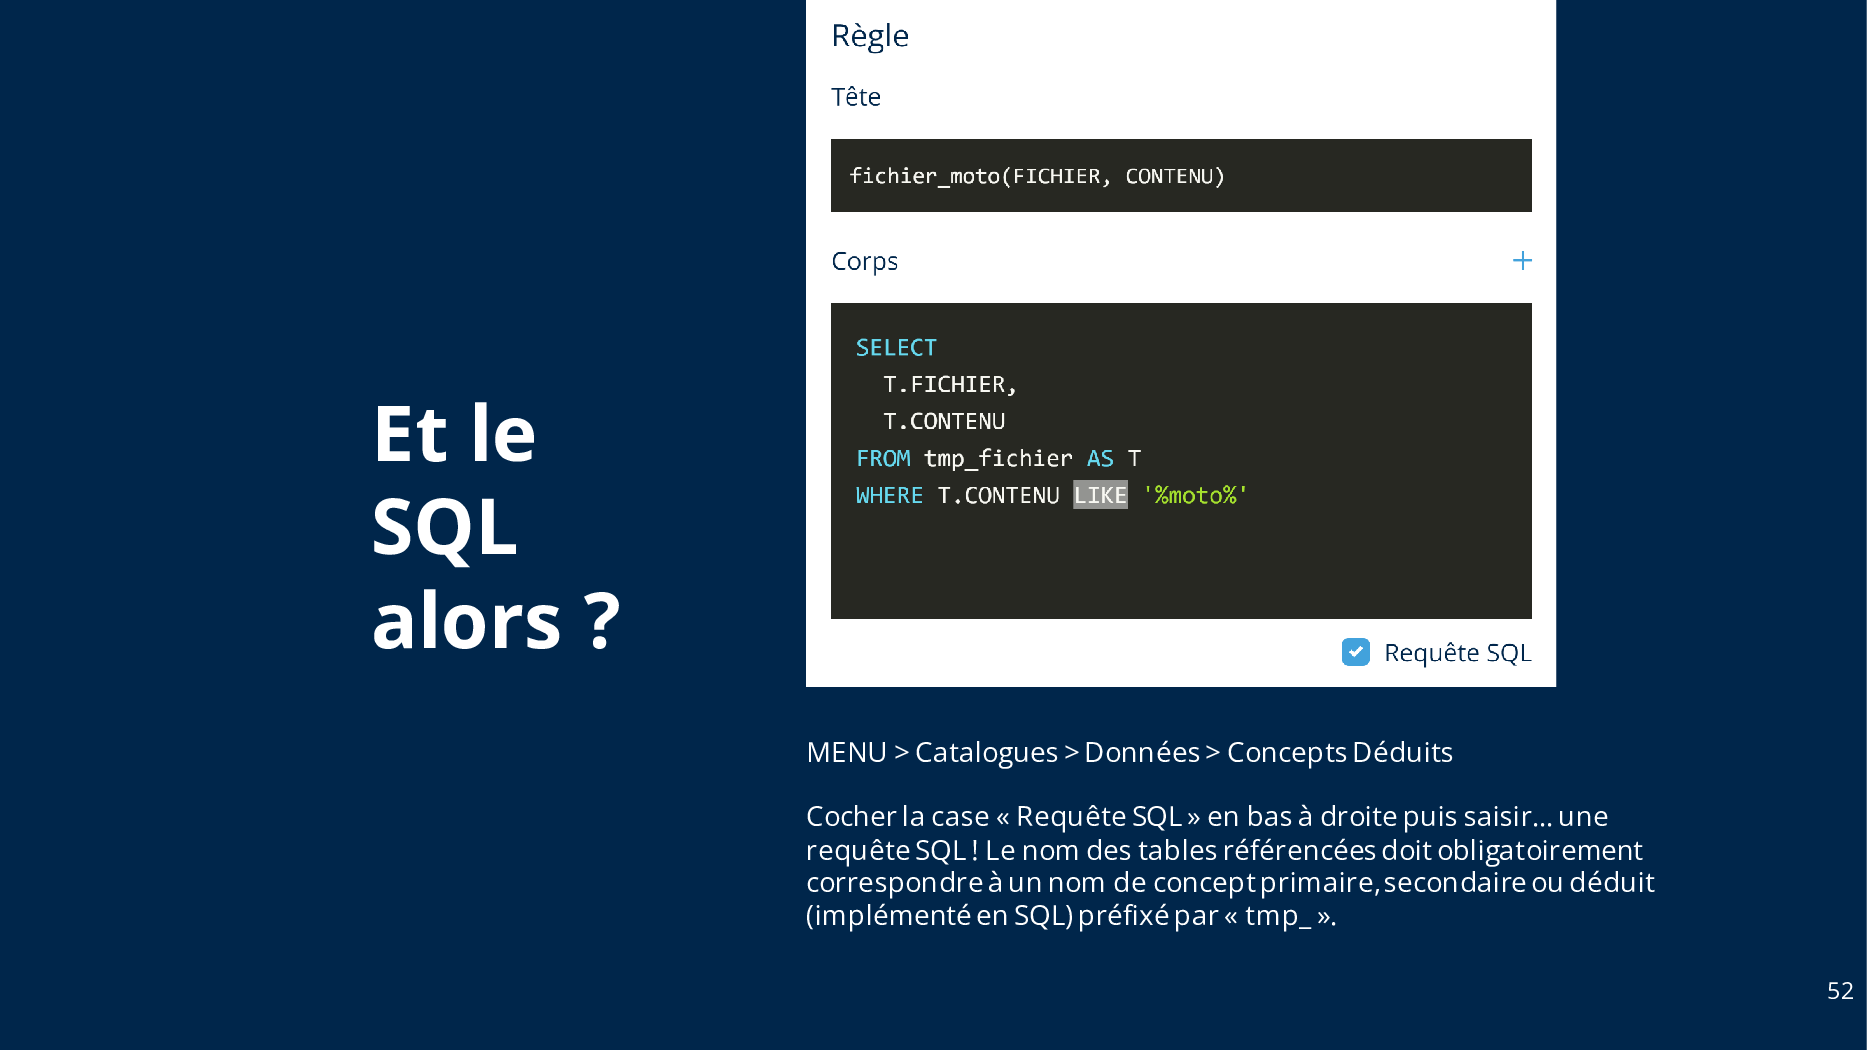 Et le
SQL
alors ?
Règle
Tête
fichier_moto(FICHIER, CONTENU)
Corps
SELECT
T.FICHIER,
T.CONTENU
FROM tmp_fichier AS T
WHERE T.CONTENU LIKE '%moto%'
Requête SQL
MENU > Catalogues > Données > Concepts Déduits
Cocher la case « Requête SQL » en bas à droite puis saisir… une
requête SQL ! Le nom des tables référencées doit obligatoirement
correspondre à un nom de concept primaire, secondaire ou déduit
(implémenté en SQL) préfixé par « tmp_ ».
52